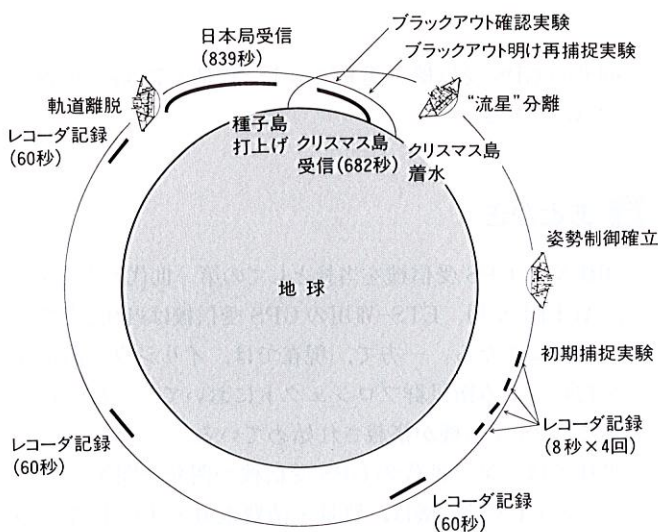 ブラックアウト確認実験
ブラックアウト明け再捕捉実験
日本局受信
(839秒)
軌道離脱
レコーダ記録
(60秒)
種子島
打上げ
クリスマス島
受信(682秒)
“流星”分離
クリスマス島
着水
姿勢制御確立
地球
初期捕捉実験
レコーダ記録
(8秒×4回)
レコーダ記録
(60秒)
レコーダ記録
(60秒)